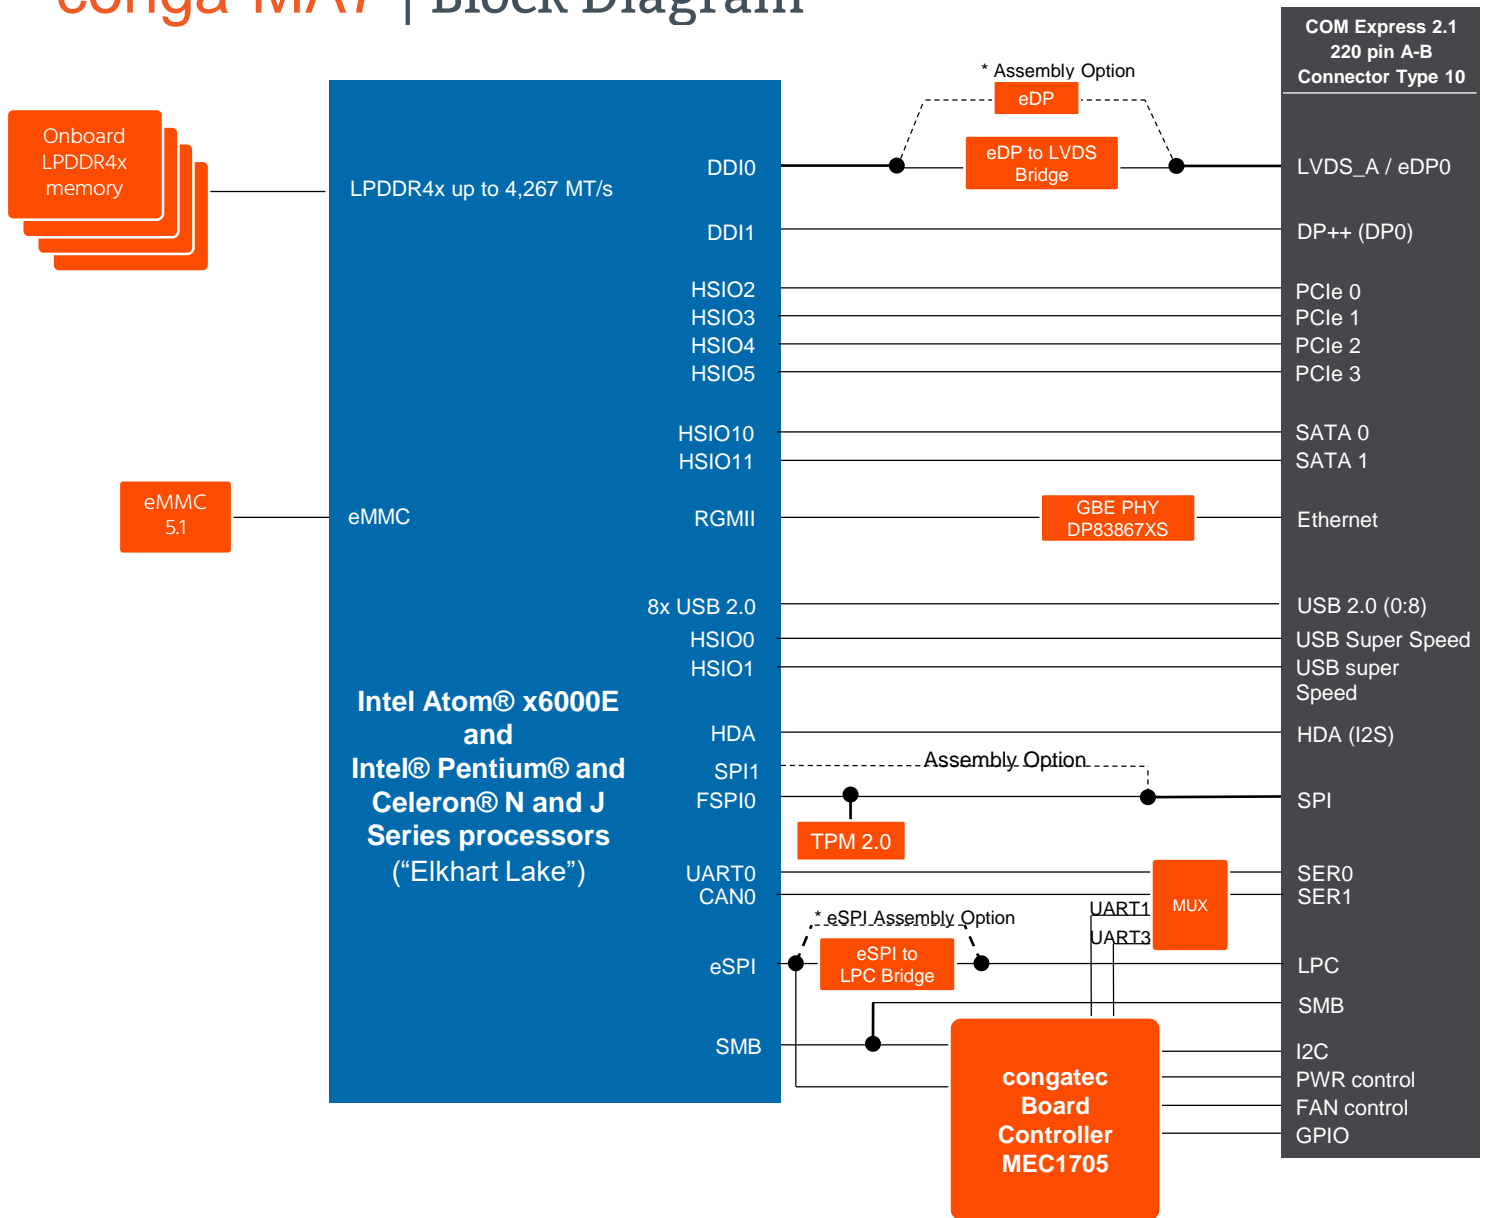 conga-MA7 | Block Diagram
COM Express 2.1
220 pin A-B
Connector Type 10
* Assembly Option
eDP
Onboard
LPDDR4x
memory
LPDDR4x up to 4,267 MT/s
DDI0
eDP to LVDS
Bridge
LVDS_A / eDP0
DDI1
DP++ (DP0)
HSIO2
PCIe 0
HSIO3
PCIe 1
HSIO4
PCIe 2
HSIO5
PCIe 3
HSIO10
SATA 0
HSIO11
SATA 1
eMMC
5.1
eMMC
RGMII
GBE PHY
DP83867XS
Ethernet
8x USB 2.0
USB 2.0 (0:8)
HSIO0
USB Super Speed
HSIO1
USB super
Speed
Intel Atom® x6000E
and
Intel® Pentium® and
Celeron® N and J
Series processors
(“Elkhart Lake”)
HDA
HDA (I2S)
SPI1
Assembly Option
FSPI0
SPI
TPM 2.0
UART0
SER0
CAN0
SER1
MUX
UART1
UART3
* eSPI Assembly Option
eSPI
eSPI to
LPC Bridge
LPC
SMB
SMB
congatec
Board
Controller
MEC1705
I2C
PWR control
FAN control
GPIO